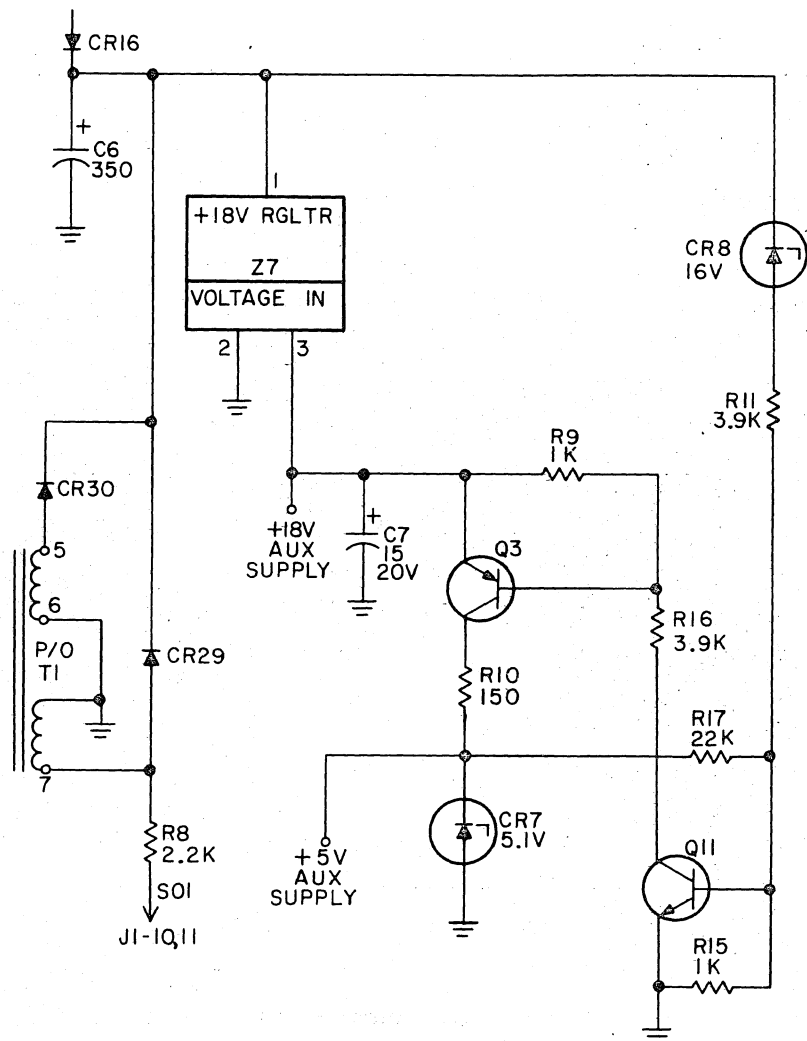 CR16
+
C6
350
1
+18V RGLTR
Z7
VOLTAGE IN
2
3
CR8
16V
R11
3.9K
R9
1K
CR30
+18V
AUX
SUPPLY
+
C7
15
20V
Q3
5
6
P/O
T1
7
CR29
R16
3.9K
R10
150
R17
22K
R8
2.2K
+5V
AUX
SUPPLY
CR7
5.1V
Q11
SO1
J1-10,11
R15
1K